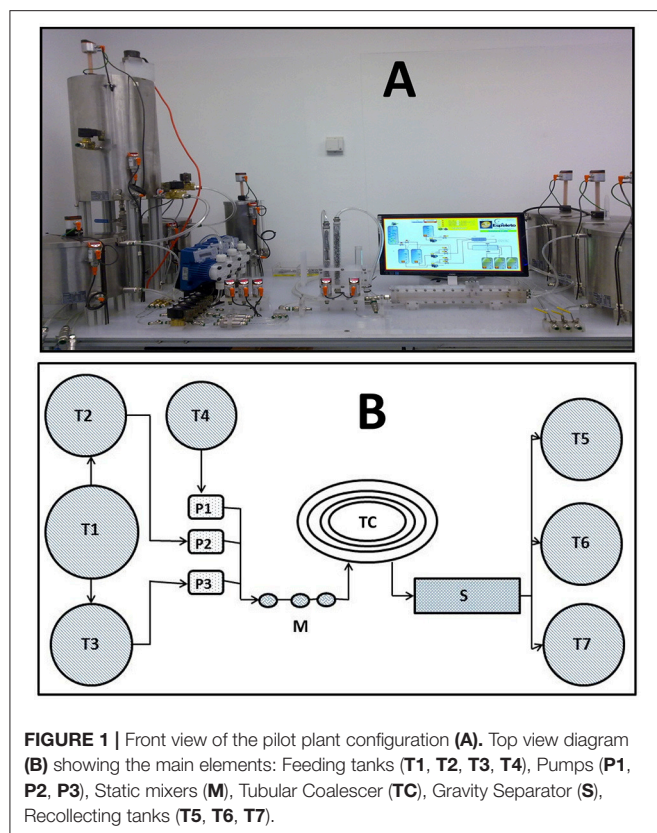 A
B
T2
T4
T5
P1
TC
T1
P2
T6
P3
S
M
T3
T7
FIGURE 1 | Front view of the pilot plant configuration (A). Top view diagram
(B) showing the main elements: Feeding tanks (T1, T2, T3, T4), Pumps (P1,
P2, P3), Static mixers (M), Tubular Coalescer (TC), Gravity Separator (S),
Recollecting tanks (T5, T6, T7).